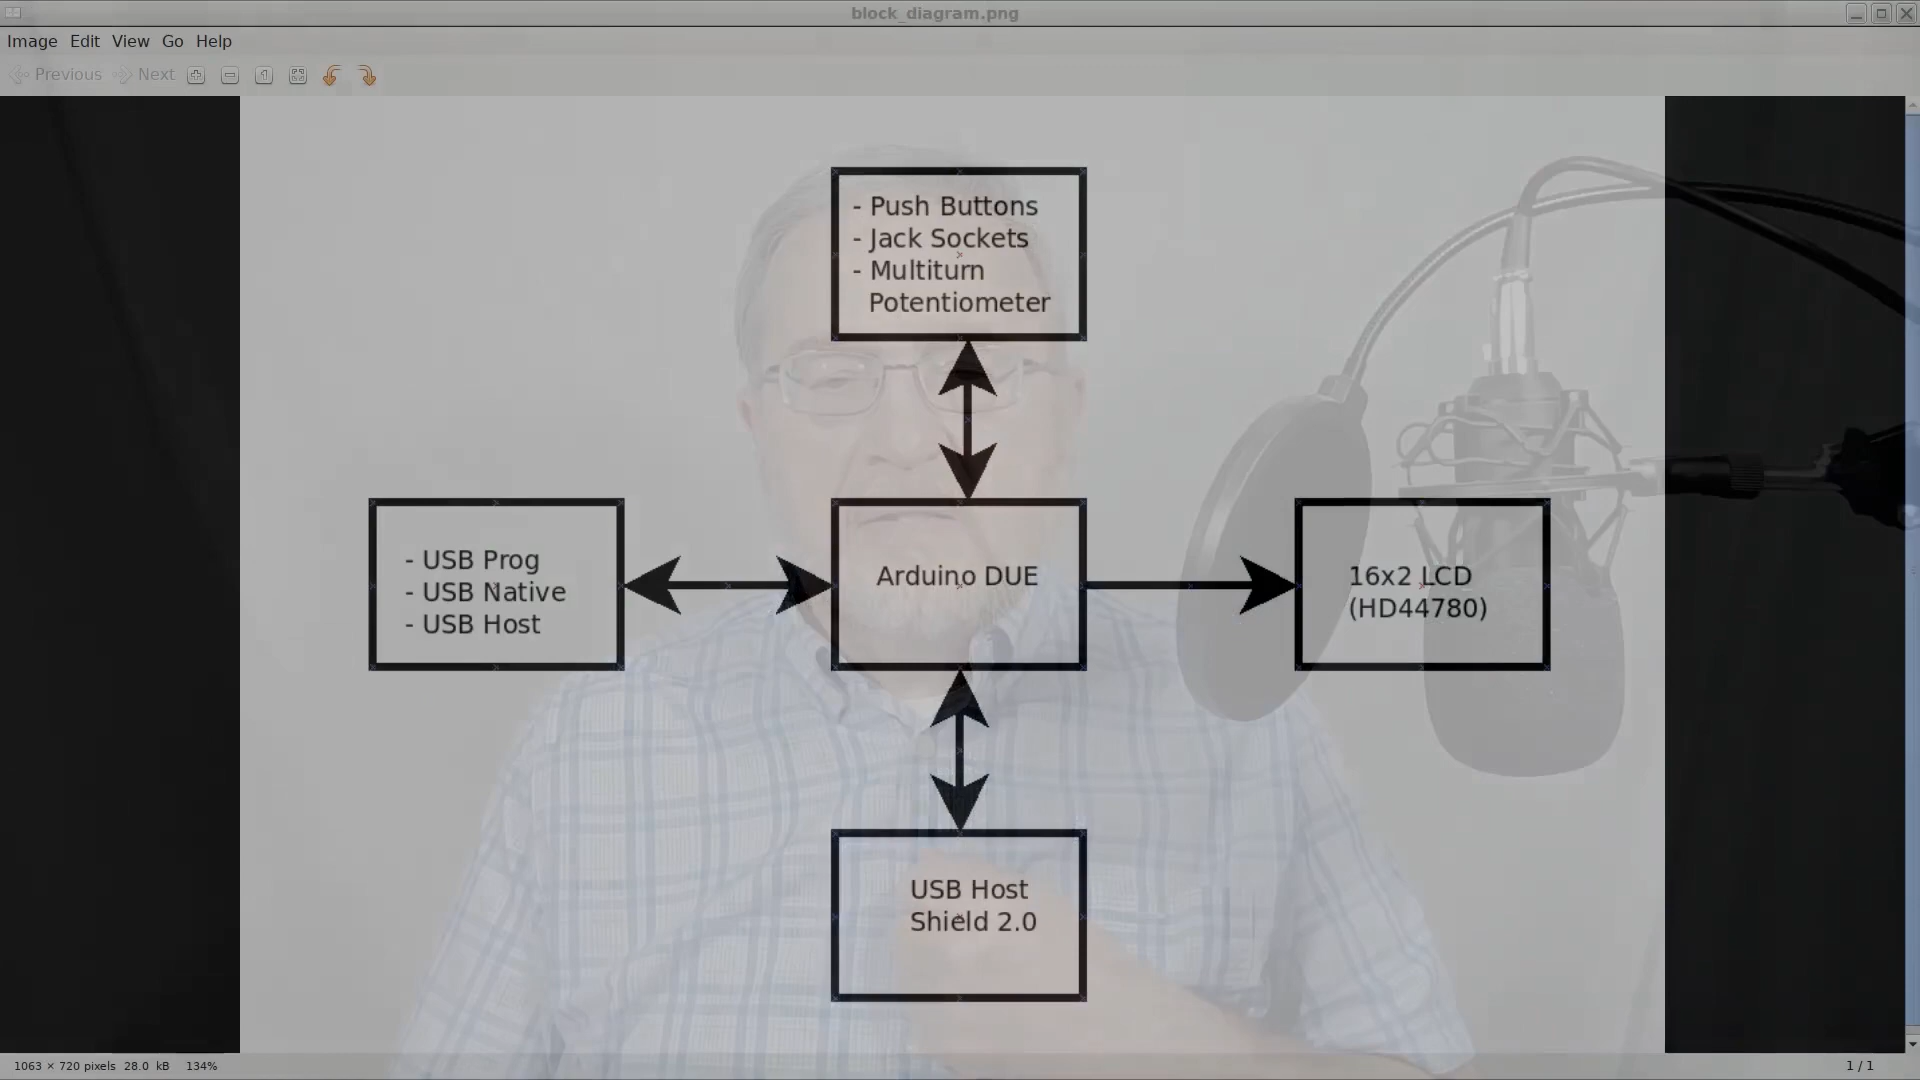 block_diagram.png
Image Edit View Go Help
Previous Next
- Push Buttons
- Jack Sockets
- Multiturn
Potentiometer
- USB Prog
- USB Native
- USB Host
Arduino DUE
16x2 LCD
(HD44780)
USB Host
Shield 2.0
1063 × 720 pixels 28.0 kB 134%
1 / 1